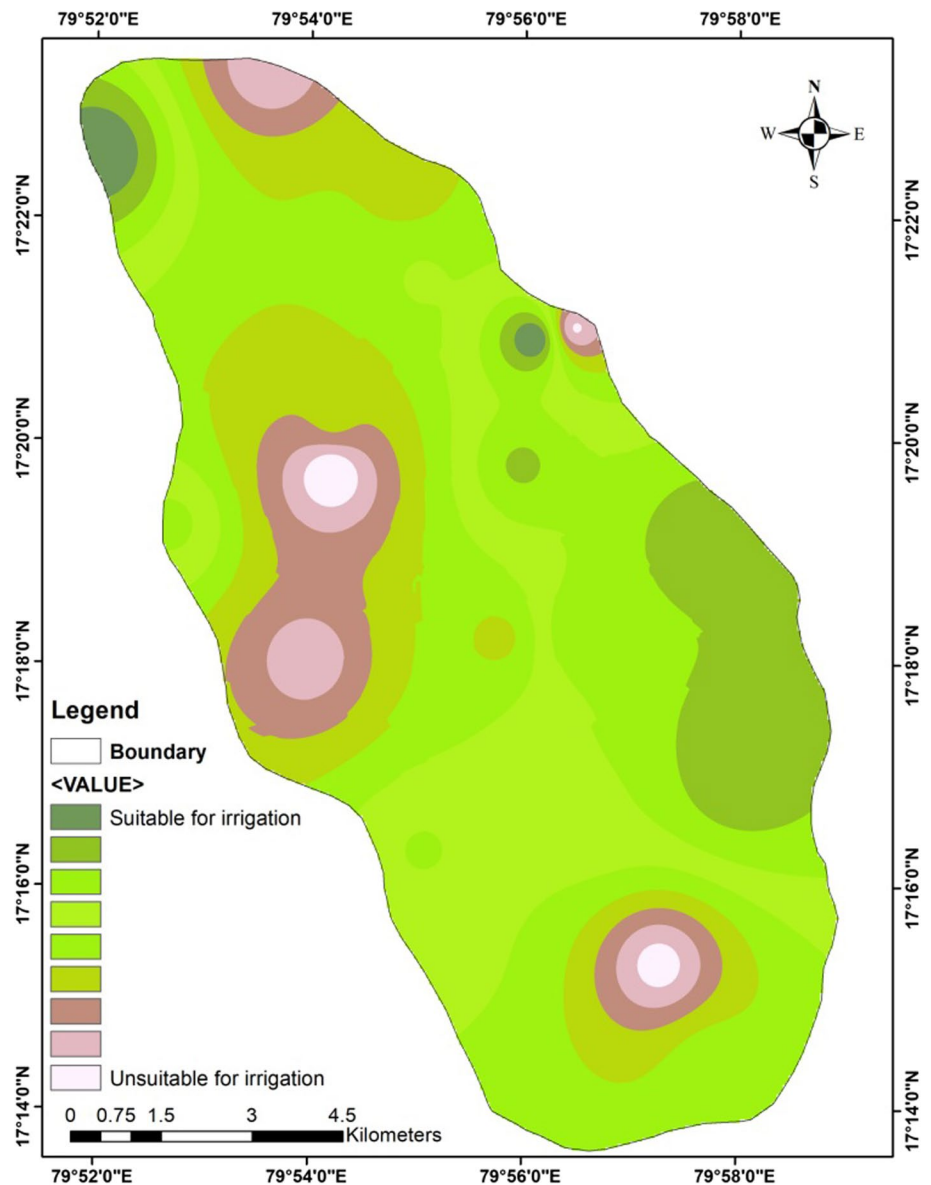 79°52'0"E 79°54'0"E 79°56'0"E 79°58'0"E
N
W E
S
17°22'0"N 17°22'0"N
17°20'0"N 17°20'0"N
17°18'0"N 17°18'0"N
Legend
Boundary
<VALUE>
Suitable for irrigation
17°16'0"N 17°16'0"N
Unsuitable for irrigation
17°14'0"N 17°14'0"N
0 0.75 1.5 3 4.5
Kilometers
79°52'0"E 79°54'0"E 79°56'0"E 79°58'0"E